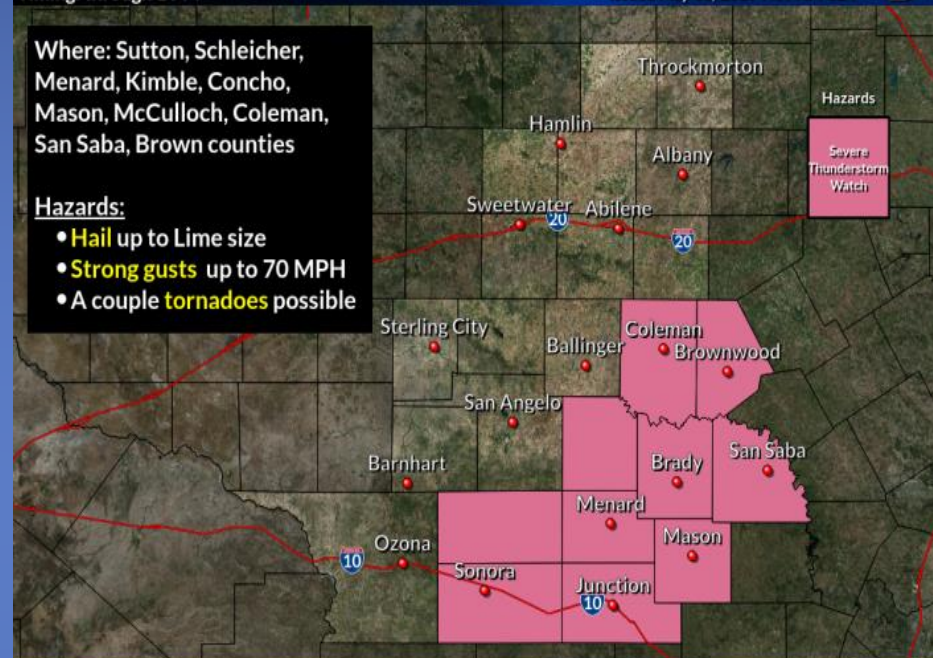 Where: Sutton, Schleicher,
Menard, Kimble, Concho,
Mason, McCulloch, Coleman,
San Saba, Brown counties
Hazards:
• Hail up to Lime size
• Strong gusts up to 70 MPH
• A couple tornadoes possible
Throckmorton
Hazards
Hamlin
Severe
Thunderstorm
Watch
Albany
Sweetwater
20
Abilene
20
Sterling City
Coleman
Ballinger
Brownwood
San Angelo
Barnhart
Brady
San Saba
Menard
Mason
Ozona
10
Sonora
Junction
10